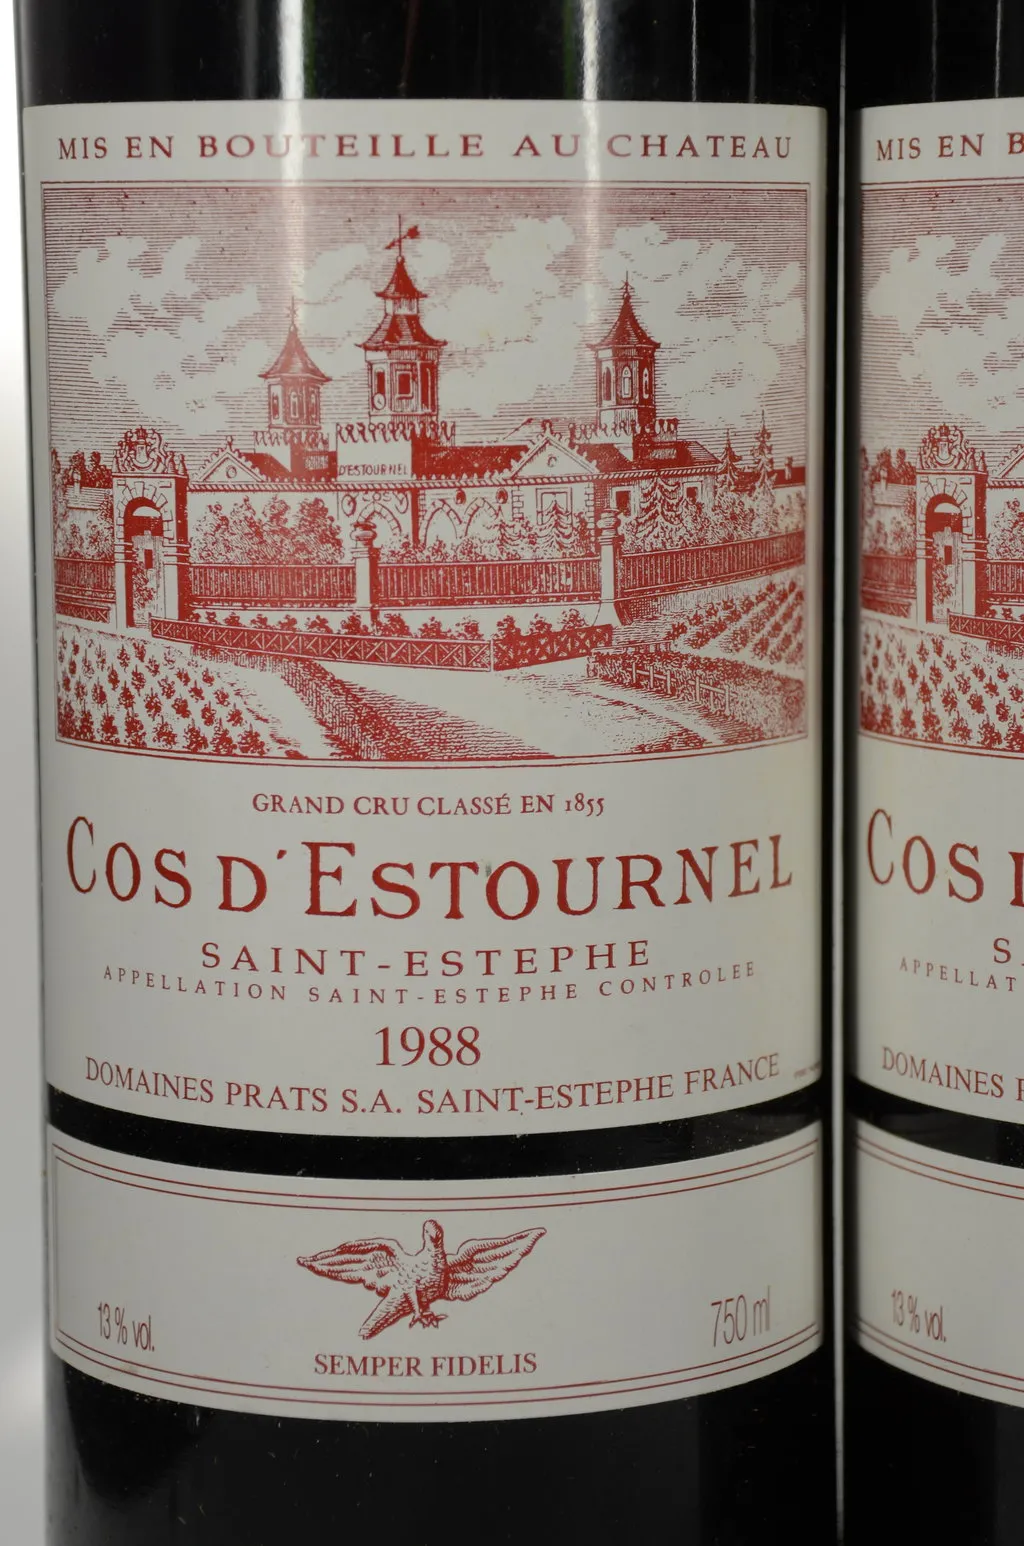 MIS EN BOUTEILLE AU CHATEAU
D'ESTOURNEL
COS
GRAND CRU CLASSÉ EN 1855
COS D'ESTOURNEL
SAINT-ESTEPHE
APPELLATION SAINT-ESTEPHE CONTROLEE
1988
DOMAINES PRATS S.A. SAINT-ESTEPHE FRANCE
13 % vol.
750 ml
SEMPER FIDELIS
MIS EN B
COS D
S
APPELLAT
DOMAINES P
13 % vol.